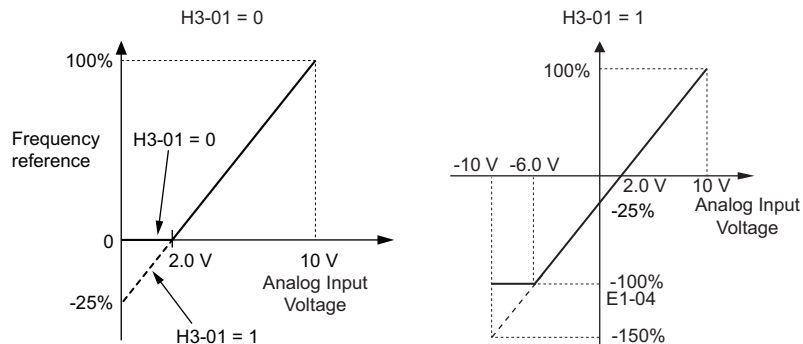 H3-01 = 0
100%
Frequency
reference
H3-01 = 0
0
2.0 V
10 V
Analog Input
Voltage
-25%
H3-01 = 1
H3-01 = 1
100%
-10 V
-6.0 V
2.0 V
10 V
Analog Input
Voltage
-25%
-100%
E1-04
-150%